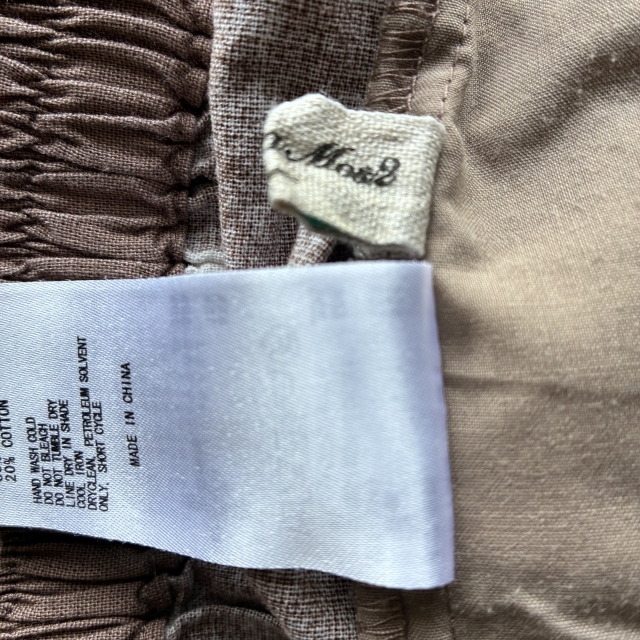 Mos2
20% COTTON
HAND WASH COLD
DO NOT BLEACH
DO NOT TUMBLE DRY
LINE DRY IN SHADE
COOL IRON
DRYCLEAN, PETROLEUM SOLVENT
ONLY, SHORT CYCLE
MADE IN CHINA